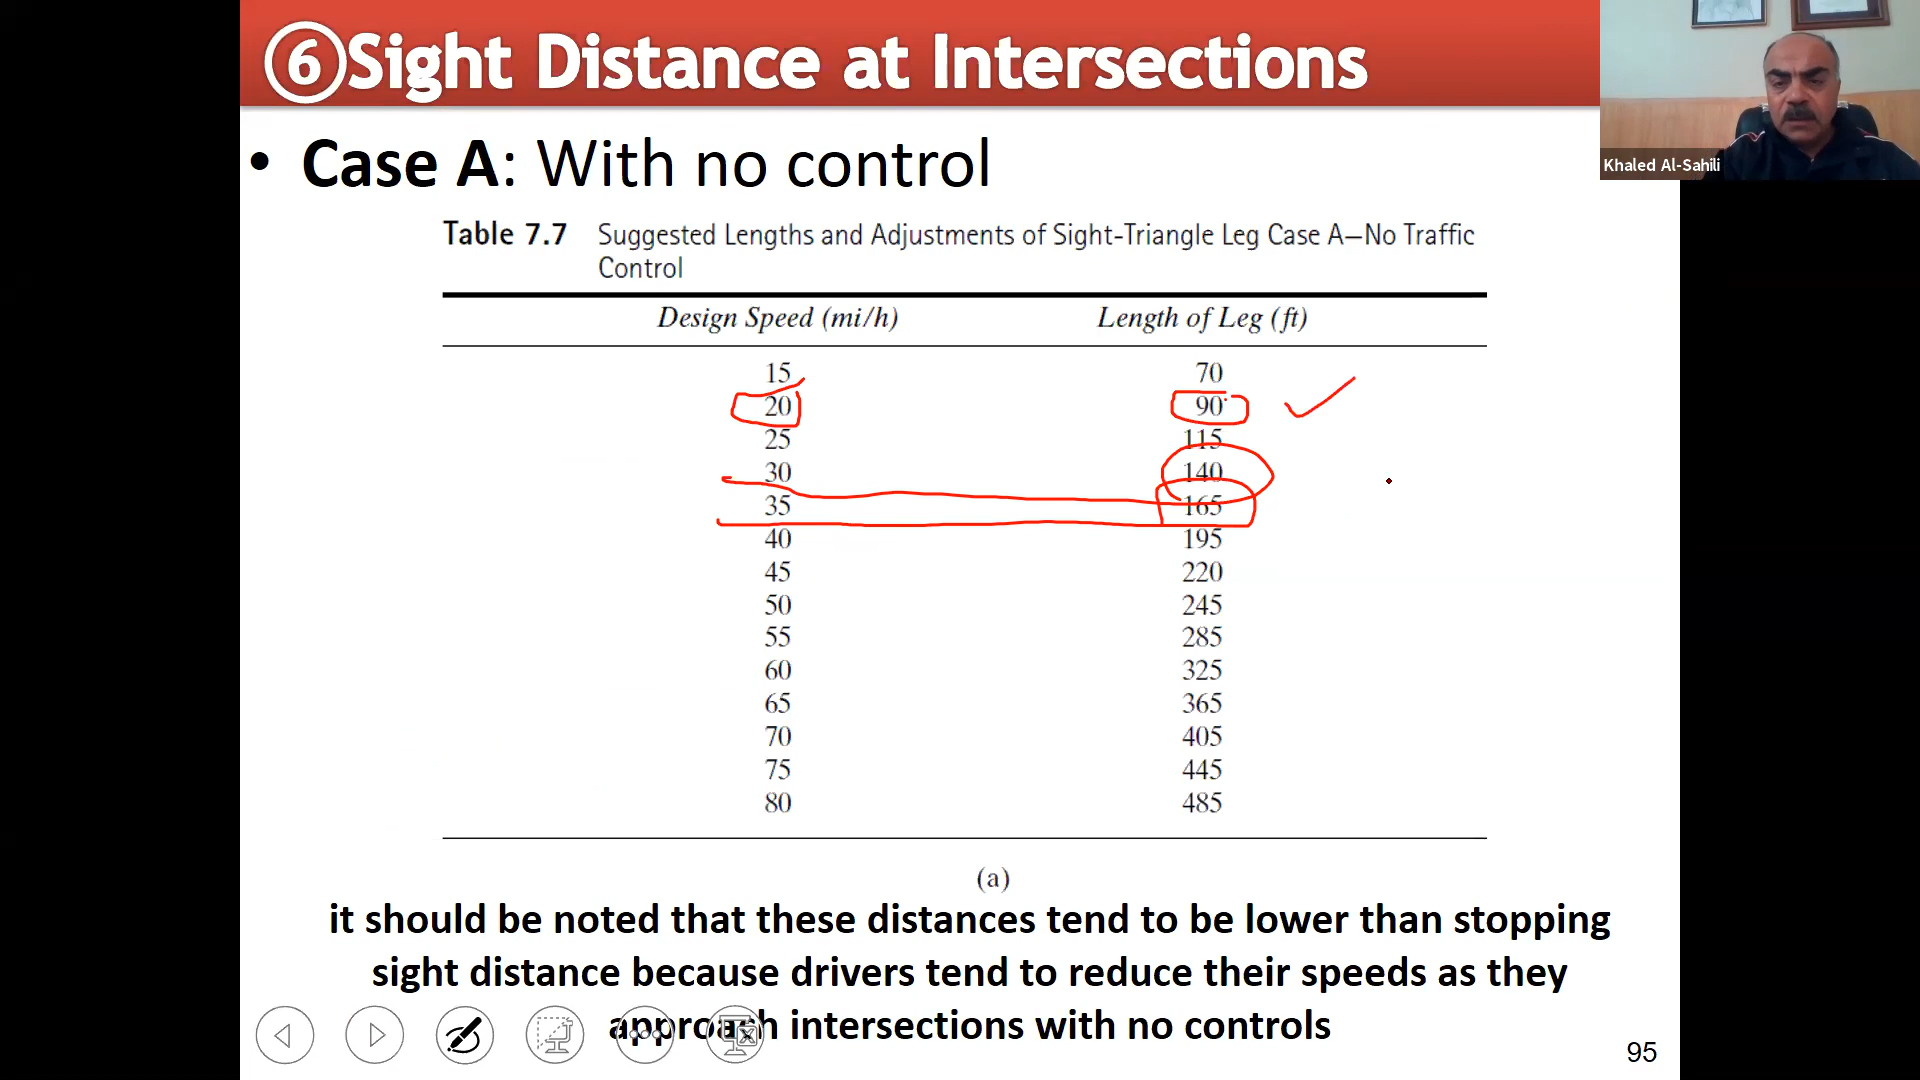 ⑥Sight Distance at Intersections
Khaled Al-Sahili
• Case A: With no control
Table 7.7 Suggested Lengths and Adjustments of Sight-Triangle Leg Case A—No Traffic
Control
Design Speed (mi/h) Length of Leg (ft)
15 70
20 90
25 115
30 140
35 165
40 195
45 220
50 245
55 285
60 325
65 365
70 405
75 445
80 485
(a)
it should be noted that these distances tend to be lower than stopping
sight distance because drivers tend to reduce their speeds as they
approach intersections with no controls
95